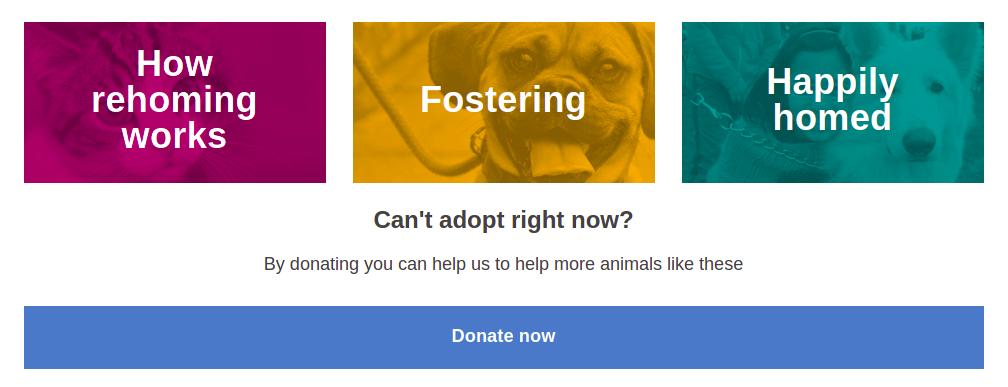 How
rehoming
works
Fostering
Happily
homed
Can't adopt right now?
By donating you can help us to help more animals like these
Donate now